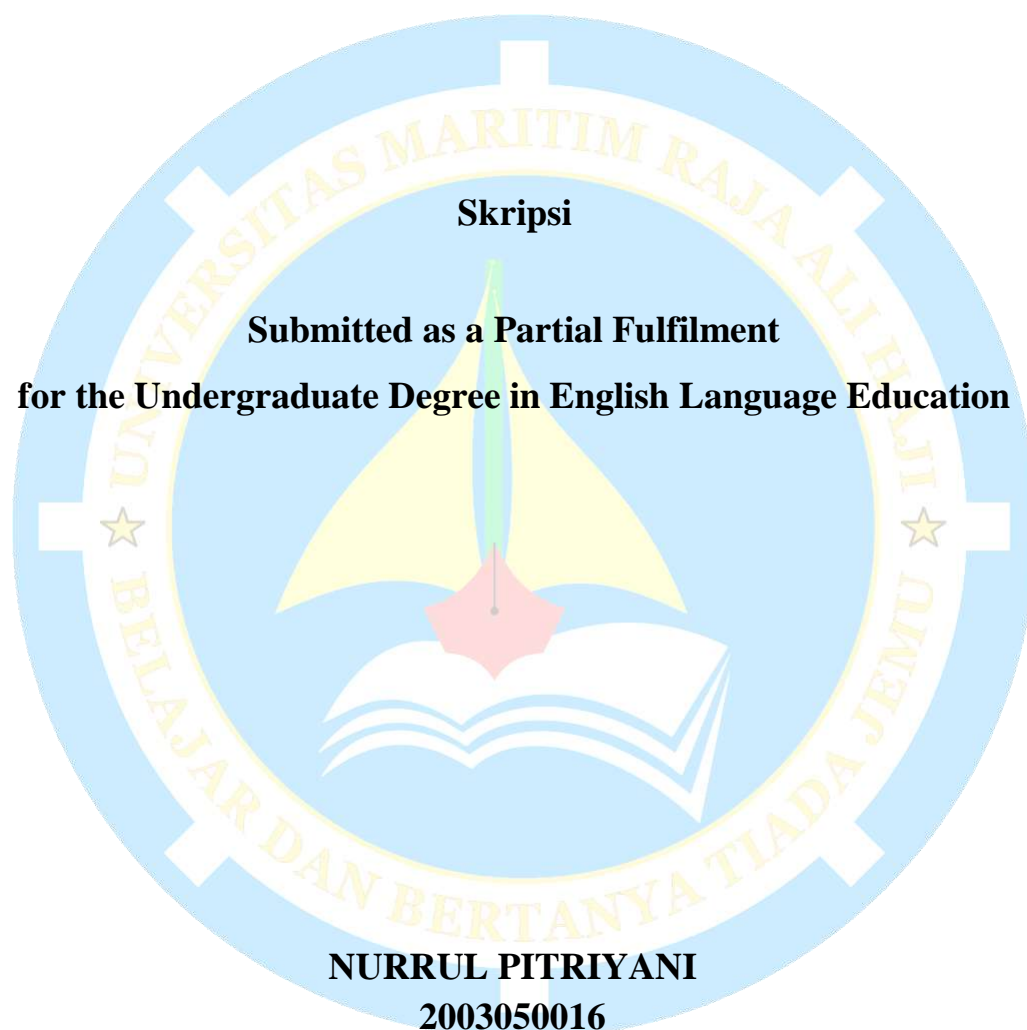 UNIVERSITAS MARITIM RAJA ALI HAJI
Skripsi
Submitted as a Partial Fulfilment
for the Undergraduate Degree in English Language Education
BELAJAR DAN BERTANYA TIADA JEMU
NURRUL PITRIYANI
2003050016